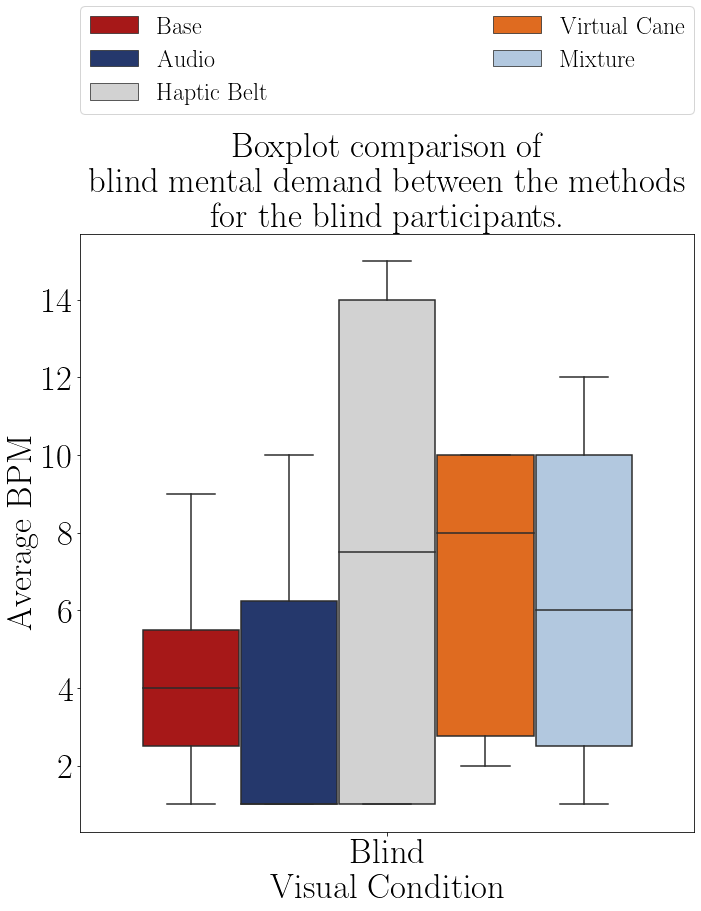 Base
Audio
Haptic Belt
Virtual Cane
Mixture
Boxplot comparison of
blind mental demand between the methods
for the blind participants.
14
12
10
8
6
4
2
Average BPM
Blind
Visual Condition